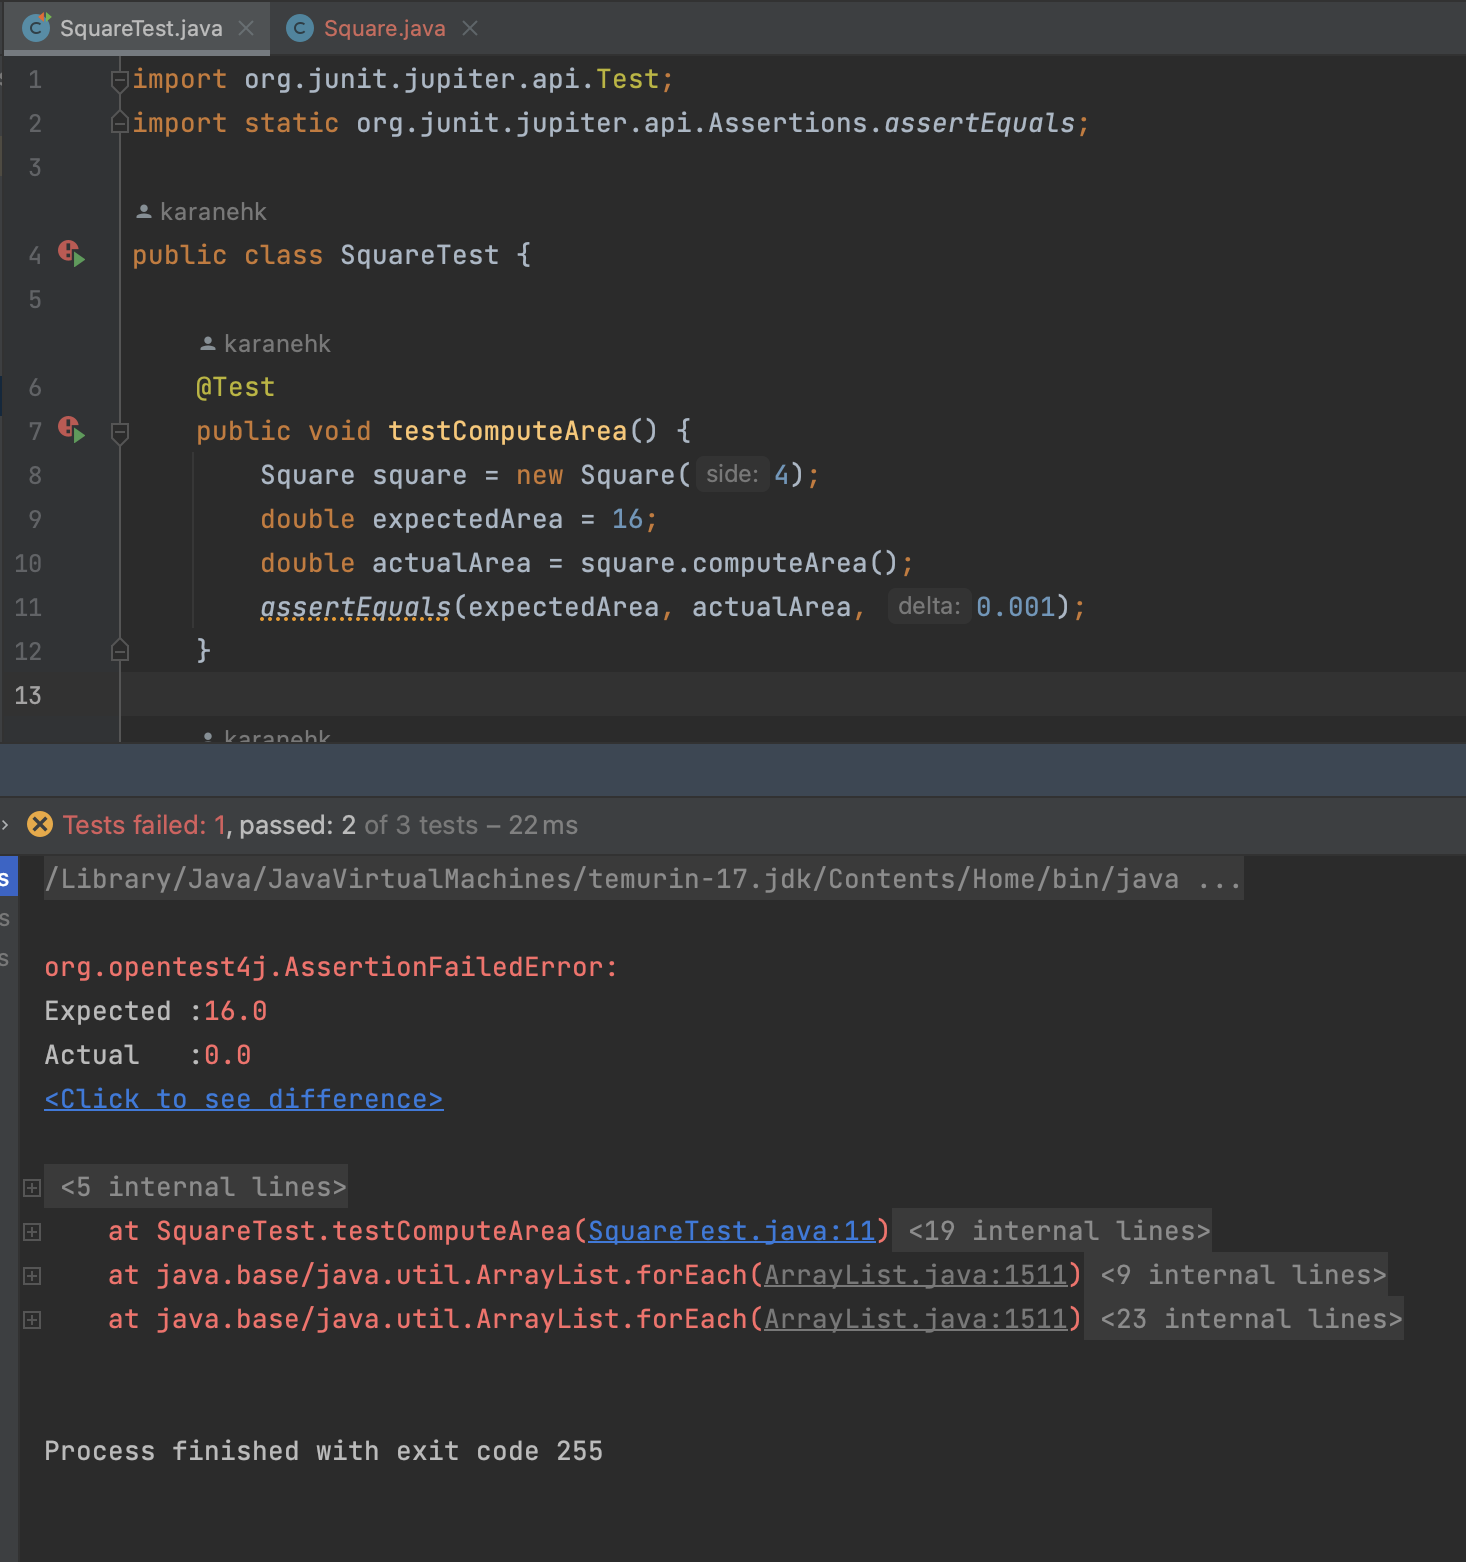 SquareTest.java Square.java
1 import org.junit.jupiter.api.Test;
2 import static org.junit.jupiter.api.Assertions.assertEquals;
3
karanehk
4 public class SquareTest {
5
karanehk
6 @Test
7 public void testComputeArea() {
8 Square square = new Square( side: 4);
9 double expectedArea = 16;
10 double actualArea = square.computeArea();
11 assertEquals(expectedArea, actualArea, delta: 0.001);
12 }
13
karanehk
Tests failed: 1, passed: 2 of 3 tests – 22 ms
/Library/Java/JavaVirtualMachines/temurin-17.jdk/Contents/Home/bin/java ...
org.opentest4j.AssertionFailedError:
Expected :16.0
Actual   :0.0
<Click to see difference>
<5 internal lines>
at SquareTest.testComputeArea(SquareTest.java:11) <19 internal lines>
at java.base/java.util.ArrayList.forEach(ArrayList.java:1511) <9 internal lines>
at java.base/java.util.ArrayList.forEach(ArrayList.java:1511) <23 internal lines>
Process finished with exit code 255